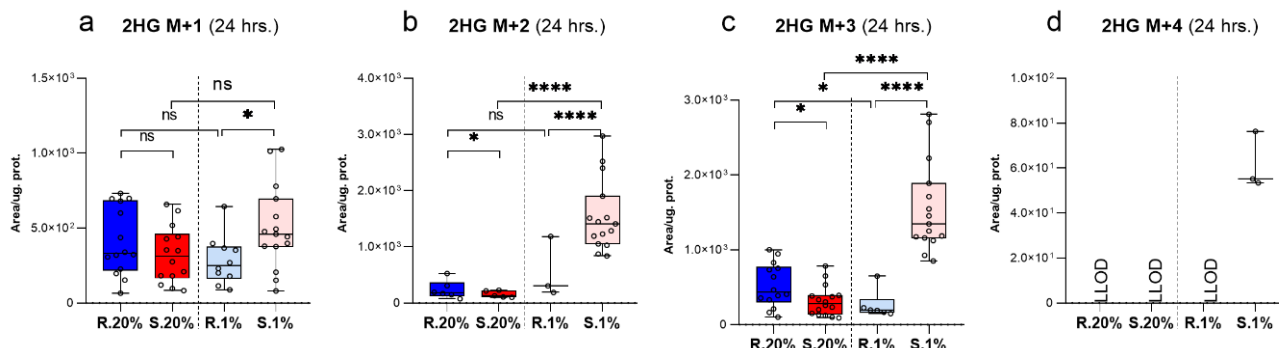 a 2HG M+1 (24 hrs.)
Area/ug. prot.
1.5×10³
1.0×10³
5.0×10²
0
ns
ns
*
ns
R.20% S.20% R.1% S.1%
b 2HG M+2 (24 hrs.)
Area/ug. prot.
4.0×10³
3.0×10³
2.0×10³
1.0×10³
0
****
ns
****
*
R.20% S.20% R.1% S.1%
c 2HG M+3 (24 hrs.)
Area/ug. prot.
3.0×10³
2.0×10³
1.0×10³
0
****
*
****
*
R.20% S.20% R.1% S.1%
d 2HG M+4 (24 hrs.)
Area/ug. prot.
1.0×10²
8.0×10¹
6.0×10¹
4.0×10¹
2.0×10¹
0
LLOD
LLOD
LLOD
R.20% S.20% R.1% S.1%